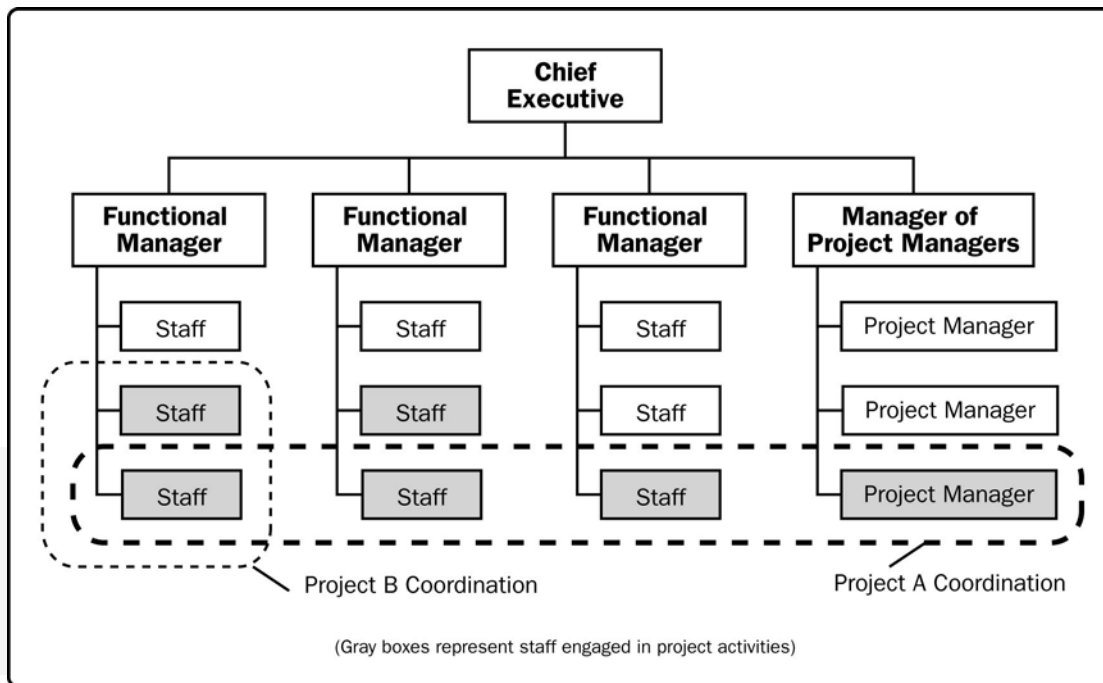 Chief
Executive
Functional
Manager
Functional
Manager
Functional
Manager
Manager of
Project Managers
Staff
Staff
Staff
Project Manager
Staff
Staff
Staff
Project Manager
Staff
Staff
Staff
Project Manager
Project B Coordination
Project A Coordination
(Gray boxes represent staff engaged in project activities)